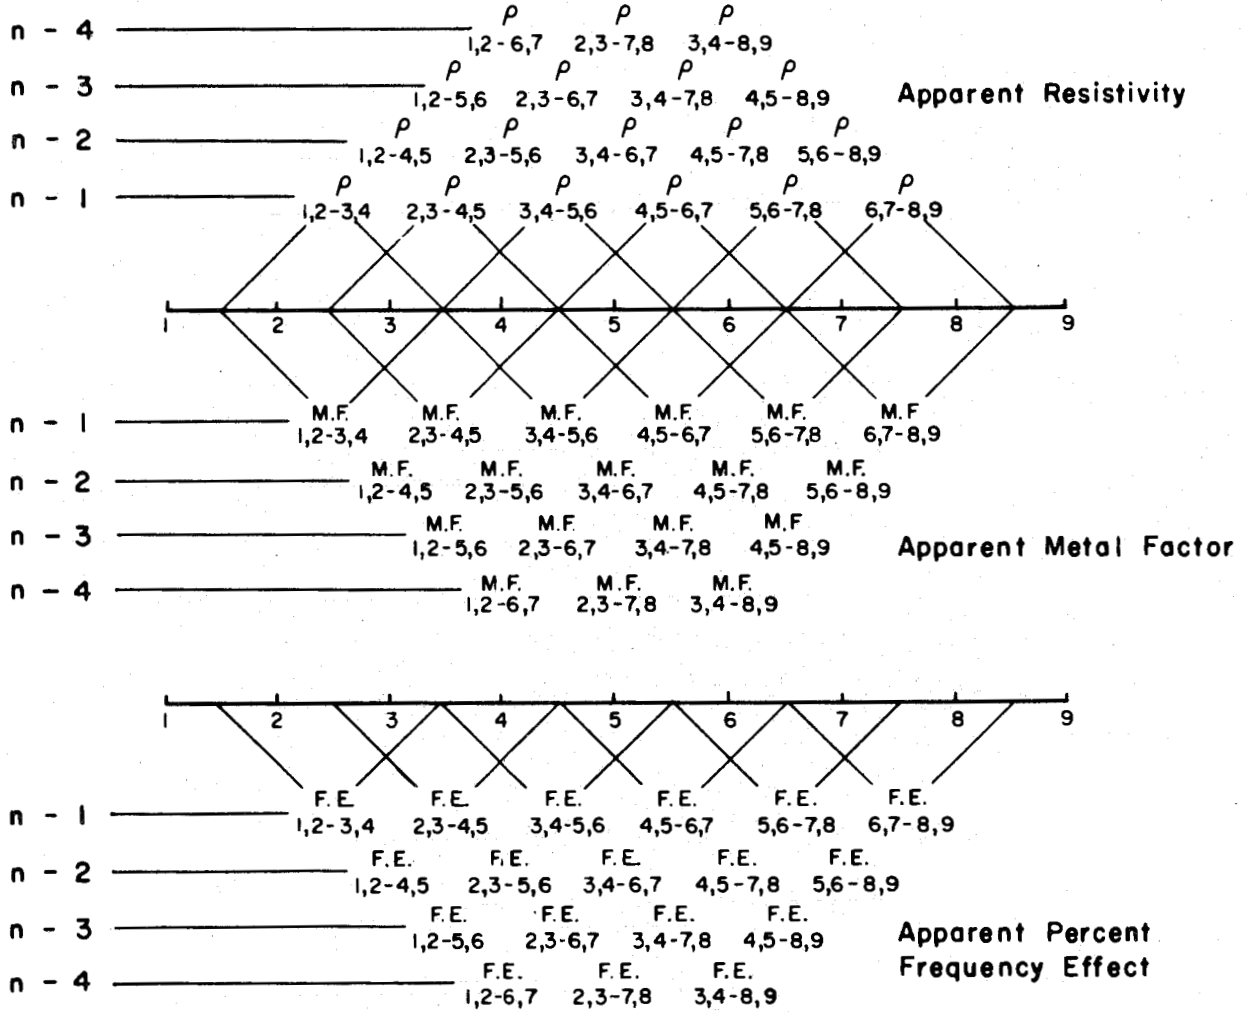 ρ ρ ρ
n - 4
1,2-6,7 2,3-7,8 3,4-8,9
ρ ρ ρ ρ
n - 3
1,2-5,6 2,3-6,7 3,4-7,8 4,5-8,9
Apparent Resistivity
ρ ρ ρ ρ ρ
n - 2
1,2-4,5 2,3-5,6 3,4-6,7 4,5-7,8 5,6-8,9
ρ ρ ρ ρ ρ ρ
n - 1
1,2-3,4 2,3-4,5 3,4-5,6 4,5-6,7 5,6-7,8 6,7-8,9
1 2 3 4 5 6 7 8 9
M.F. M.F. M.F. M.F. M.F. M.F
n - 1
1,2-3,4 2,3-4,5 3,4-5,6 4,5-6,7 5,6-7,8 6,7-8,9
M.F. M.F. M.F. M.F. M.F.
n - 2
1,2-4,5 2,3-5,6 3,4-6,7 4,5-7,8 5,6-8,9
M.F. M.F. M.F. M.F
n - 3
1,2-5,6 2,3-6,7 3,4-7,8 4,5-8,9
Apparent Metal Factor
M.F. M.F. M.F.
n - 4
1,2-6,7 2,3-7,8 3,4-8,9
1 2 3 4 5 6 7 8 9
F.E. F.E. F.E. F.E. F.E. F.E.
n - 1
1,2-3,4 2,3-4,5 3,4-5,6 4,5-6,7 5,6-7,8 6,7-8,9
F.E. F.E. F.E. F.E. F.E.
n - 2
1,2-4,5 2,3-5,6 3,4-6,7 4,5-7,8 5,6-8,9
F.E. F.E. F.E. F.E.
n - 3
1,2-5,6 2,3-6,7 3,4-7,8 4,5-8,9
Apparent Percent
Frequency Effect
F.E. F.E. F.E.
n - 4
1,2-6,7 2,3-7,8 3,4-8,9